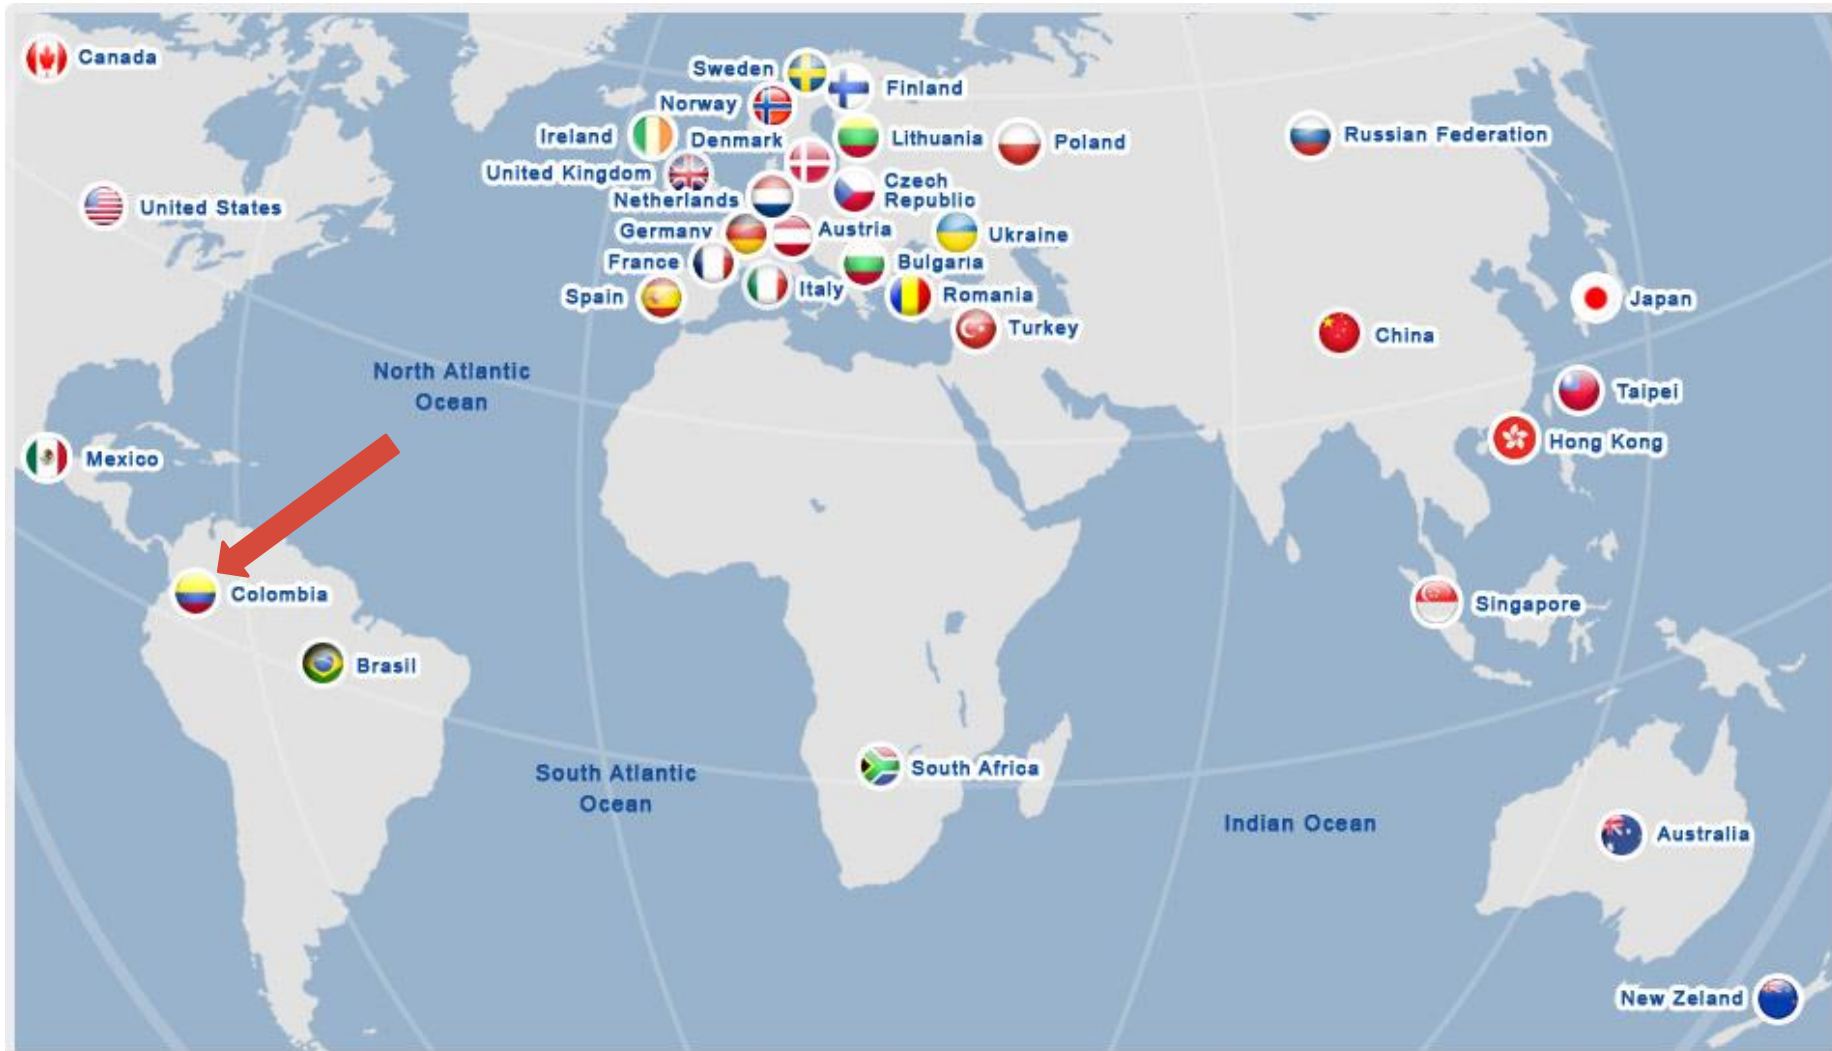 Canada
Sweden
Finland
Norway
Ireland
Denmark
Lithuania
Poland
Russian Federation
United Kingdom
Czech
Republic
Netherlands
United States
Germany
Austria
Ukraine
France
Bulgaria
Italy
Spain
Romania
Japan
Turkey
China
North Atlantic
Ocean
Taipei
Hong Kong
Mexico
Colombia
Singapore
Brasil
South Africa
South Atlantic
Ocean
Indian Ocean
Australia
New Zeland